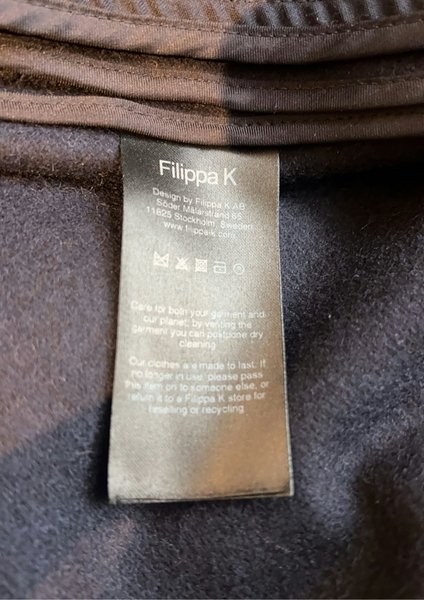 Filippa K
Design by Filippa K AB
Söder Mälarstrand 65
11825 Stockholm, Sweden
www.filippak.com
Care for both your garment and
our planet; by venting the
garment you can postpone dry
cleaning
Our clothes are made to last. If
no longer in use, please pass
this item on to someone else, or
return it to a Filippa K store for
reselling or recycling